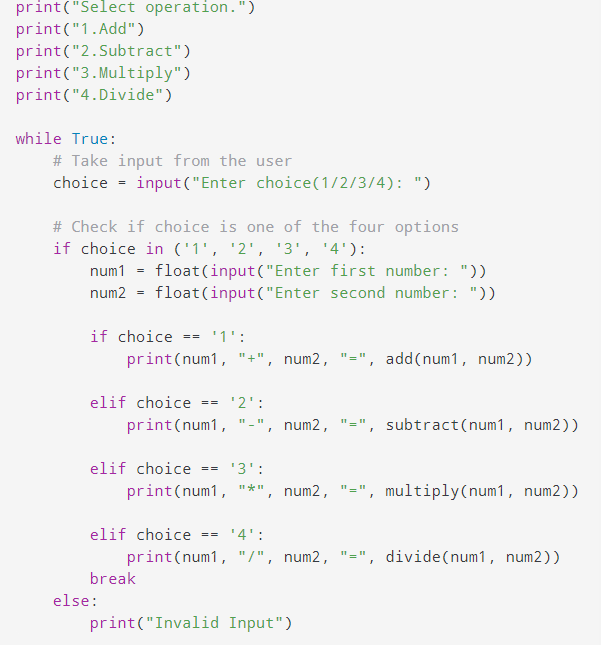 print("Select operation.")
print("1.Add")
print("2.Subtract")
print("3.Multiply")
print("4.Divide")

while True:
    # Take input from the user
    choice = input("Enter choice(1/2/3/4): ")

    # Check if choice is one of the four options
    if choice in ('1', '2', '3', '4'):
        num1 = float(input("Enter first number: "))
        num2 = float(input("Enter second number: "))

        if choice == '1':
            print(num1, "+", num2, "=", add(num1, num2))

        elif choice == '2':
            print(num1, "-", num2, "=", subtract(num1, num2))

        elif choice == '3':
            print(num1, "*", num2, "=", multiply(num1, num2))

        elif choice == '4':
            print(num1, "/", num2, "=", divide(num1, num2))
        break
    else:
        print("Invalid Input")